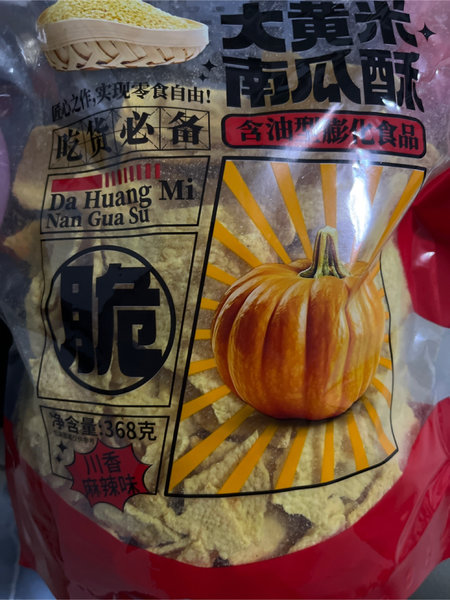 大黄米
南瓜酥
匠心之作,实现零食自由!
吃货必备
含油型膨化食品
Da Huang Mi
Nan Gua Su
脆
净含量:368克
川香
麻辣味